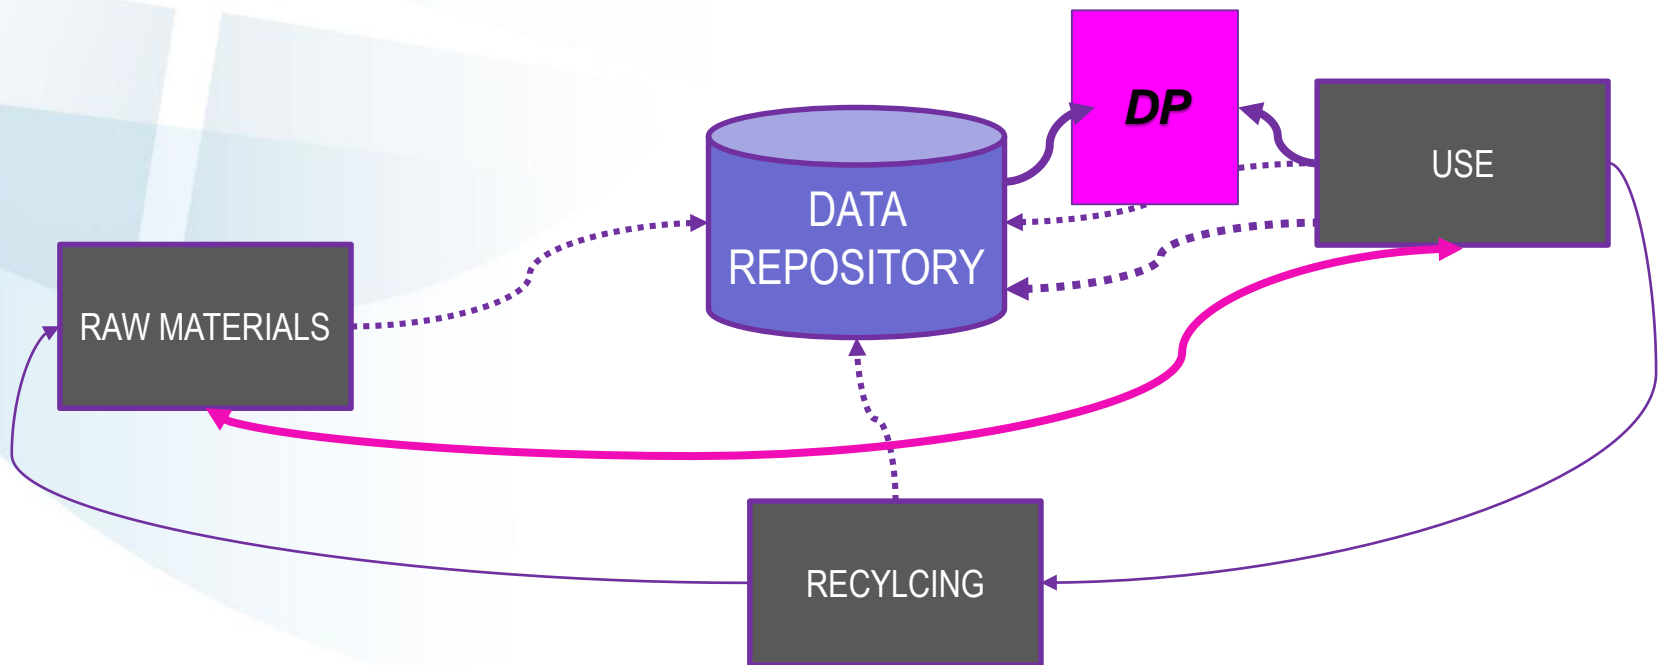 DP
USE
DATA
REPOSITORY
RAW MATERIALS
RECYLCING